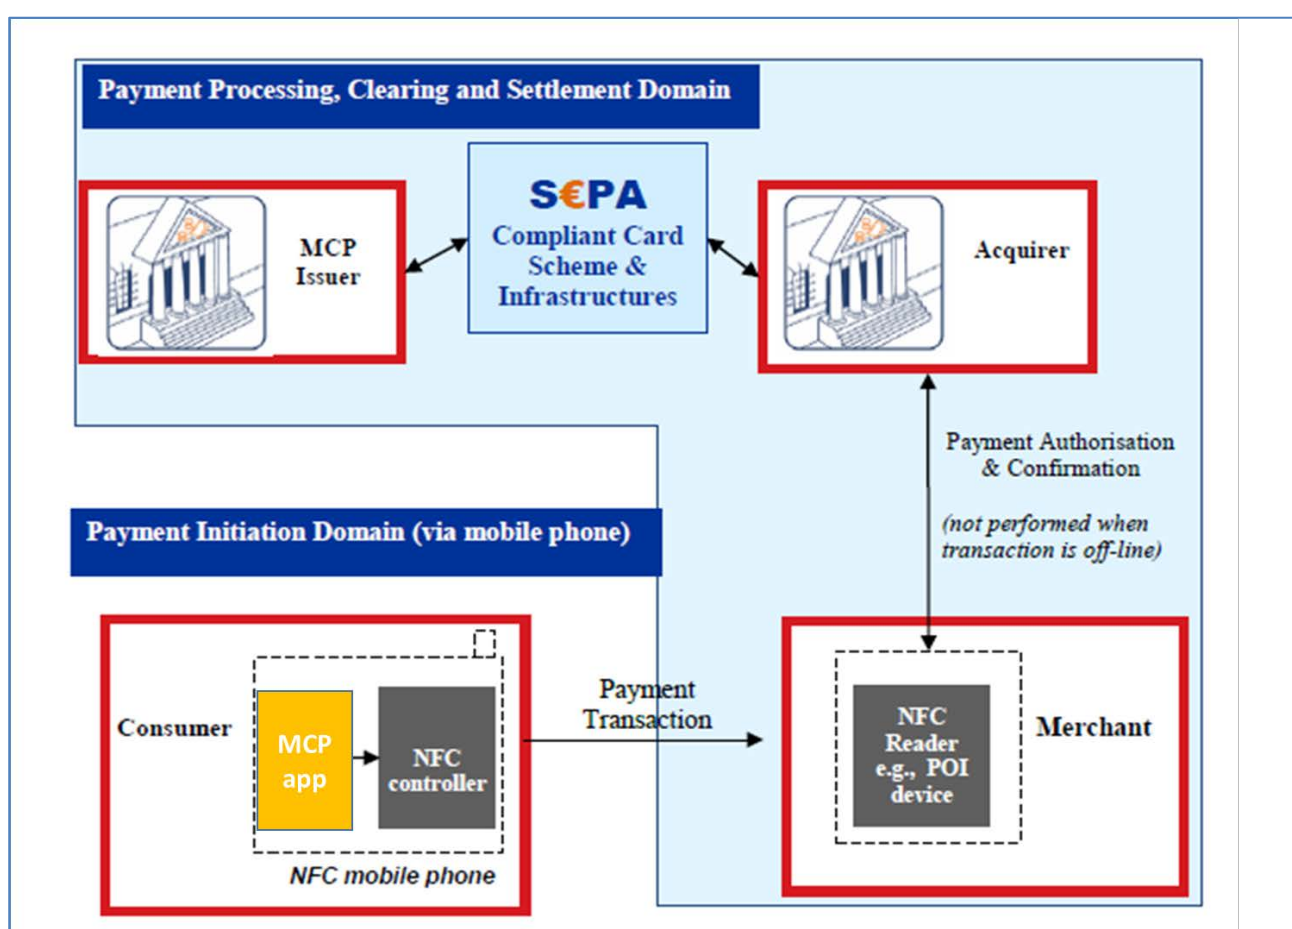 Payment Processing, Clearing and Settlement Domain
MCP
Issuer
S€PA
Compliant Card
Scheme &
Infrastructures
Acquirer
Payment Authorisation
& Confirmation
(not performed when
transaction is off-line)
Payment Initiation Domain (via mobile phone)
Consumer
MCP
app
NFC
controller
NFC mobile phone
Payment
Transaction
NFC
Reader
e.g., POI
device
Merchant